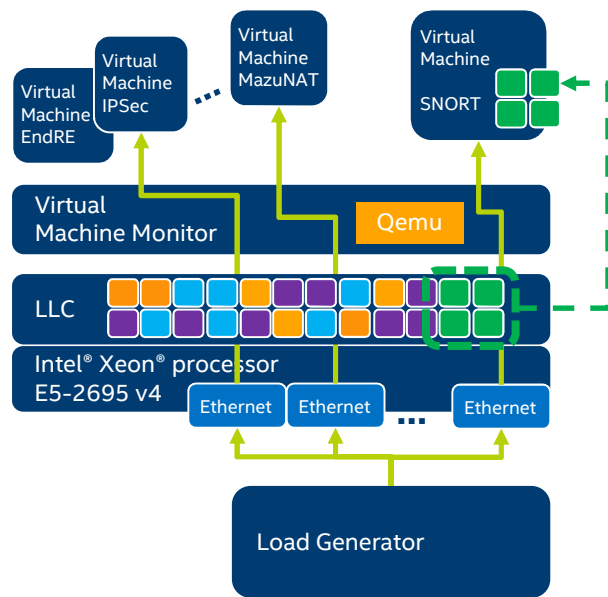 Virtual
Machine
EndRE
Virtual
Machine
IPSec
...
Virtual
Machine
MazuNAT
Virtual
Machine
SNORT
Virtual
Machine Monitor
Qemu
LLC
Intel® Xeon® processor
E5-2695 v4
Ethernet
Ethernet
...
Ethernet
Load Generator